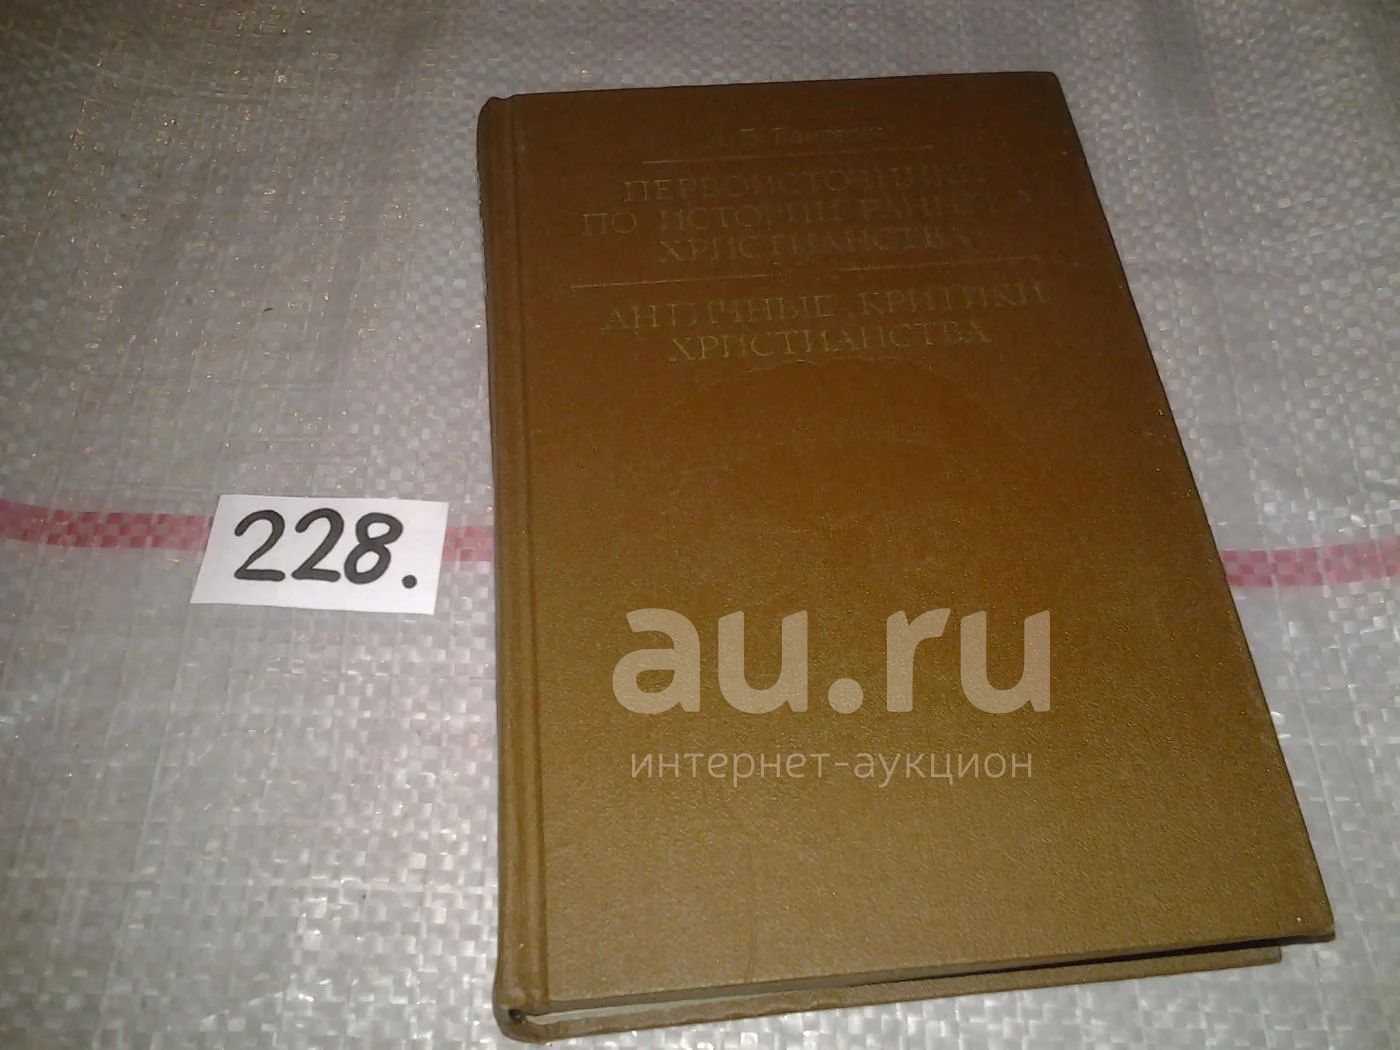 ПЕРВОИСТОЧНИКИ
ПО ИСТОРИИ РАННЕГО
ХРИСТИАНСТВА
АНТИЧНЫЕ КРИТИКИ
ХРИСТИАНСТВА
228.
au.ru
интернет-аукцион